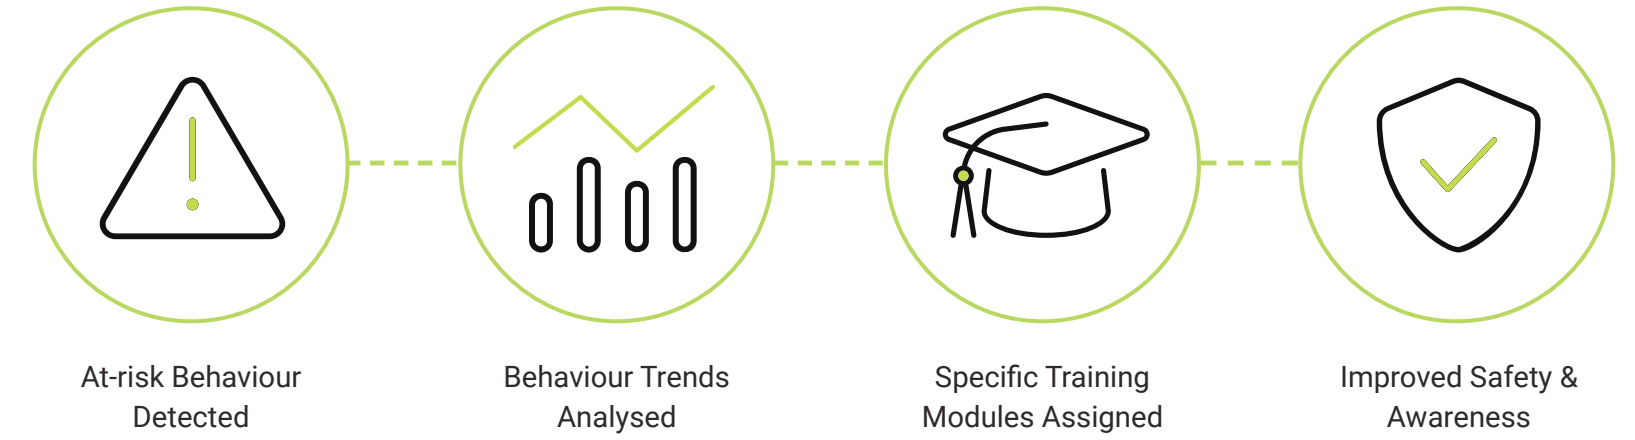 At-risk Behaviour
Detected
Behaviour Trends
Analysed
Specific Training
Modules Assigned
Improved Safety &
Awareness